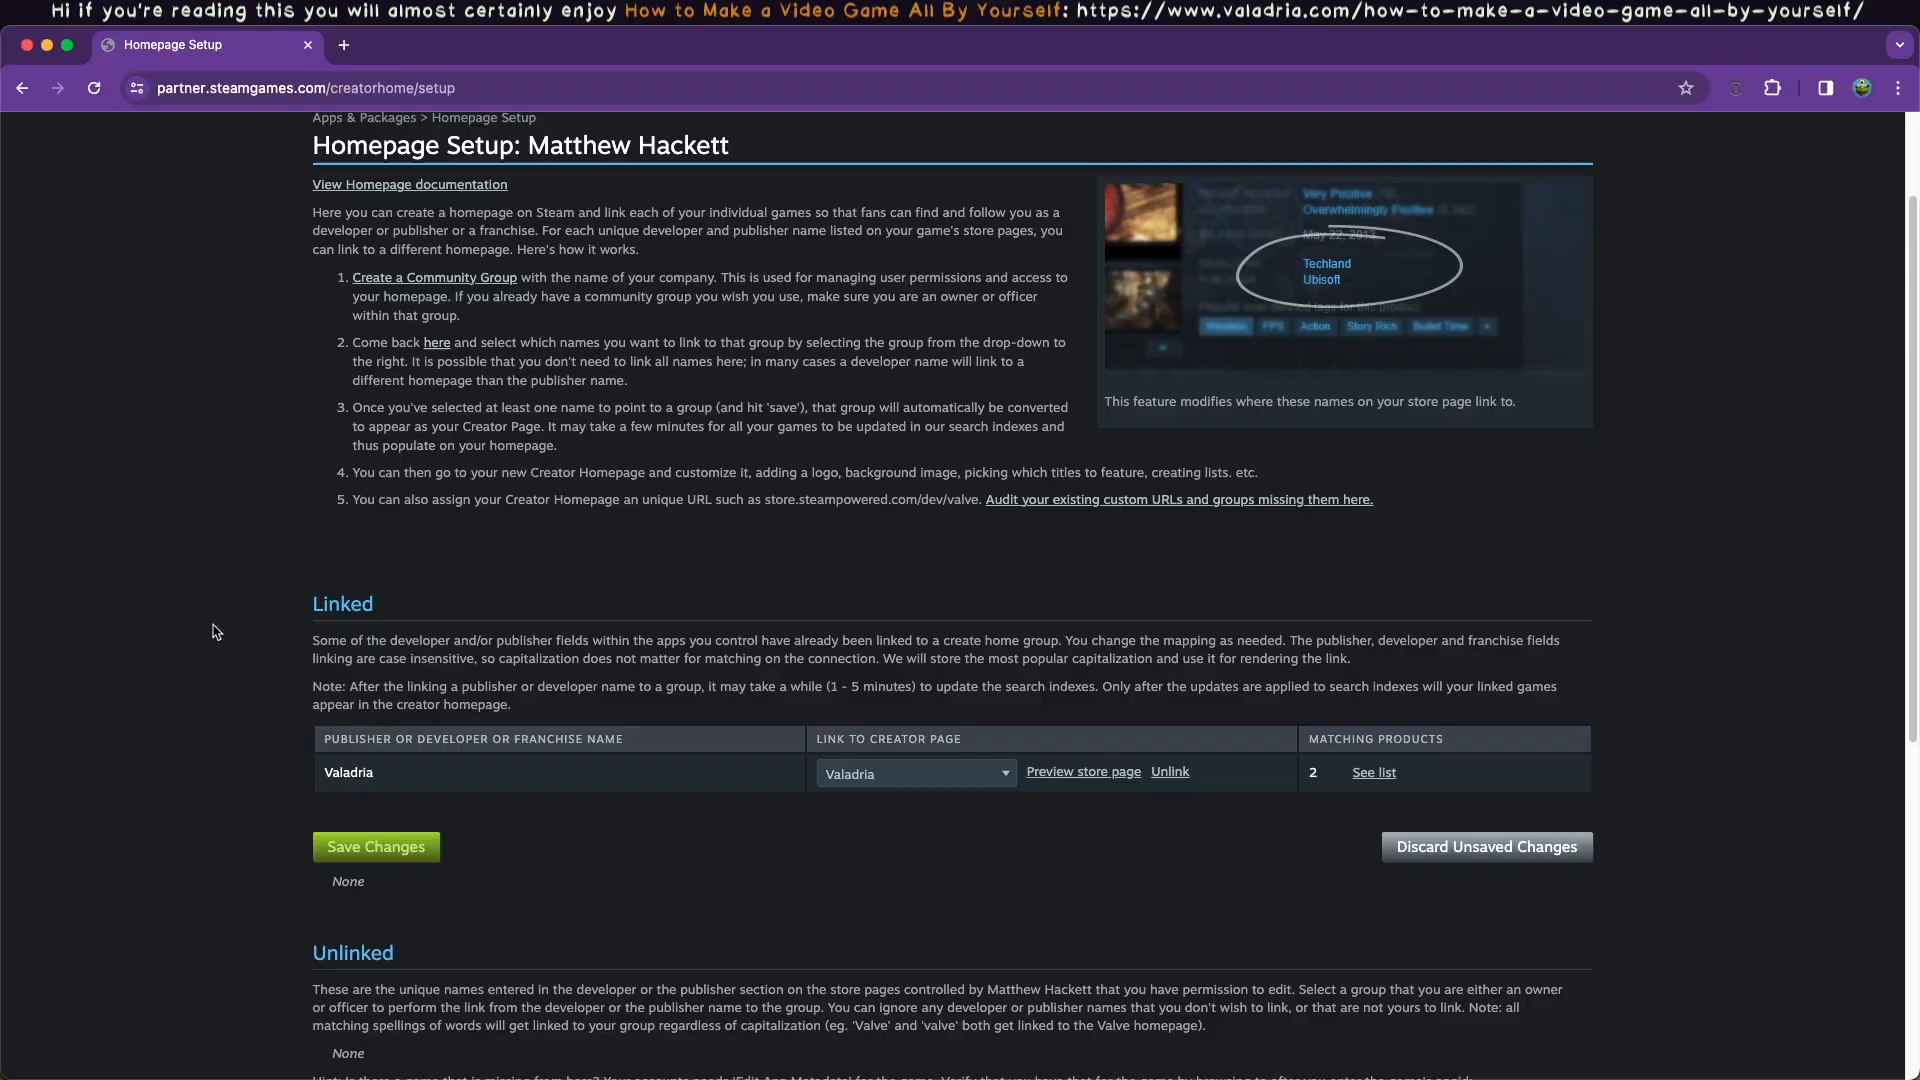 Hi if you're reading this you will almost certainly enjoy How to Make a Video Game All By Yourself: https://www.valadria.com/how-to-make-a-video-game-all-by-yourself/
Homepage Setup
partner.steamgames.com/creatorhome/setup
Apps & Packages > Homepage Setup
Homepage Setup: Matthew Hackett
View Homepage documentation
Here you can create a homepage on Steam and link each of your individual games so that fans can find and follow you as a
developer or publisher or a franchise. For each unique developer and publisher name listed on your game's store pages, you
can link to a different homepage. Here's how it works.
1. Create a Community Group with the name of your company. This is used for managing user permissions and access to
your homepage. If you already have a community group you wish you use, make sure you are an owner or officer
within that group.
2. Come back here and select which names you want to link to that group by selecting the group from the drop-down to
the right. It is possible that you don't need to link all names here; in many cases a developer name will link to a
different homepage than the publisher name.
3. Once you've selected at least one name to point to a group (and hit 'save'), that group will automatically be converted
to appear as your Creator Page. It may take a few minutes for all your games to be updated in our search indexes and
thus populate on your homepage.
4. You can then go to your new Creator Homepage and customize it, adding a logo, background image, picking which titles to feature, creating lists. etc.
5. You can also assign your Creator Homepage an unique URL such as store.steampowered.com/dev/valve. Audit your existing custom URLs and groups missing them here.
Very Positive
Overwhelmingly Positive
May 22, 2013
Techland
Ubisoft
Popular user-defined tags for this product:
Western FPS Action Story Rich Bullet Time +
This feature modifies where these names on your store page link to.
Linked
Some of the developer and/or publisher fields within the apps you control have already been linked to a create home group. You change the mapping as needed. The publisher, developer and franchise fields
linking are case insensitive, so capitalization does not matter for matching on the connection. We will store the most popular capitalization and use it for rendering the link.
Note: After the linking a publisher or developer name to a group, it may take a while (1 - 5 minutes) to update the search indexes. Only after the updates are applied to search indexes will your linked games
appear in the creator homepage.
PUBLISHER OR DEVELOPER OR FRANCHISE NAME LINK TO CREATOR PAGE MATCHING PRODUCTS
Valadria Valadria Preview store page Unlink 2 See list
Save Changes Discard Unsaved Changes
None
Unlinked
These are the unique names entered in the developer or the publisher section on the store pages controlled by Matthew Hackett that you have permission to edit. Select a group that you are either an owner
or officer to perform the link from the developer or the publisher name to the group. You can ignore any developer or publisher names that you don't wish to link, or that are not yours to link. Note: all
matching spellings of words will get linked to your group regardless of capitalization (eg. 'Valve' and 'valve' both get linked to the Valve homepage).
None